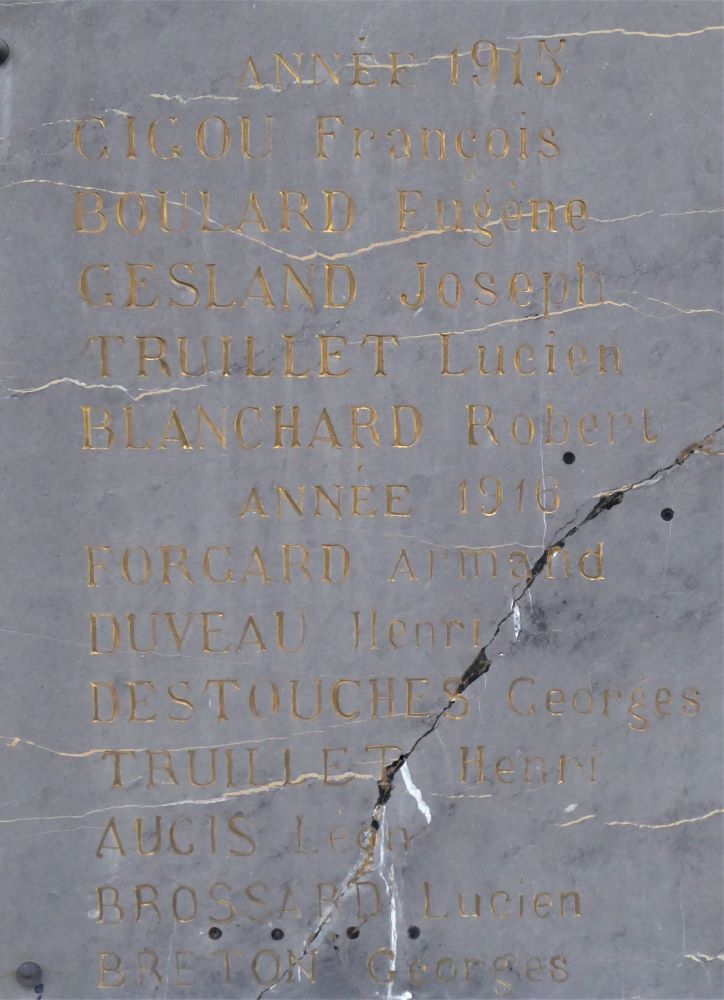 ANNÉE 1915
GIGOU François
BOULARD Eugène
GESLAND Joseph
TRUILLET Lucien
BLANCHARD Robert
ANNÉE 1916
FORGARD Armand
DUVEAU Henri
DESTOUCHES Georges
TRUILLET Henri
AUCIS Léon
BROSSARD Lucien
BRETON Georges